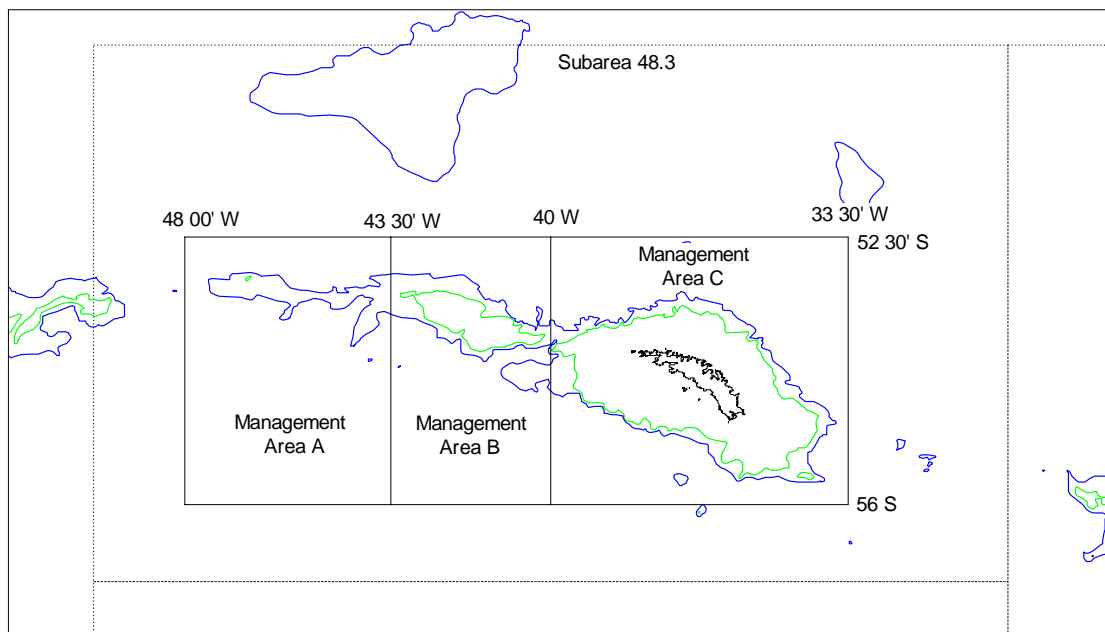 Subarea 48.3
48 00' W
43 30' W
40 W
33 30' W
52 30' S
Management
Area C
Management
Area A
Management
Area B
56 S